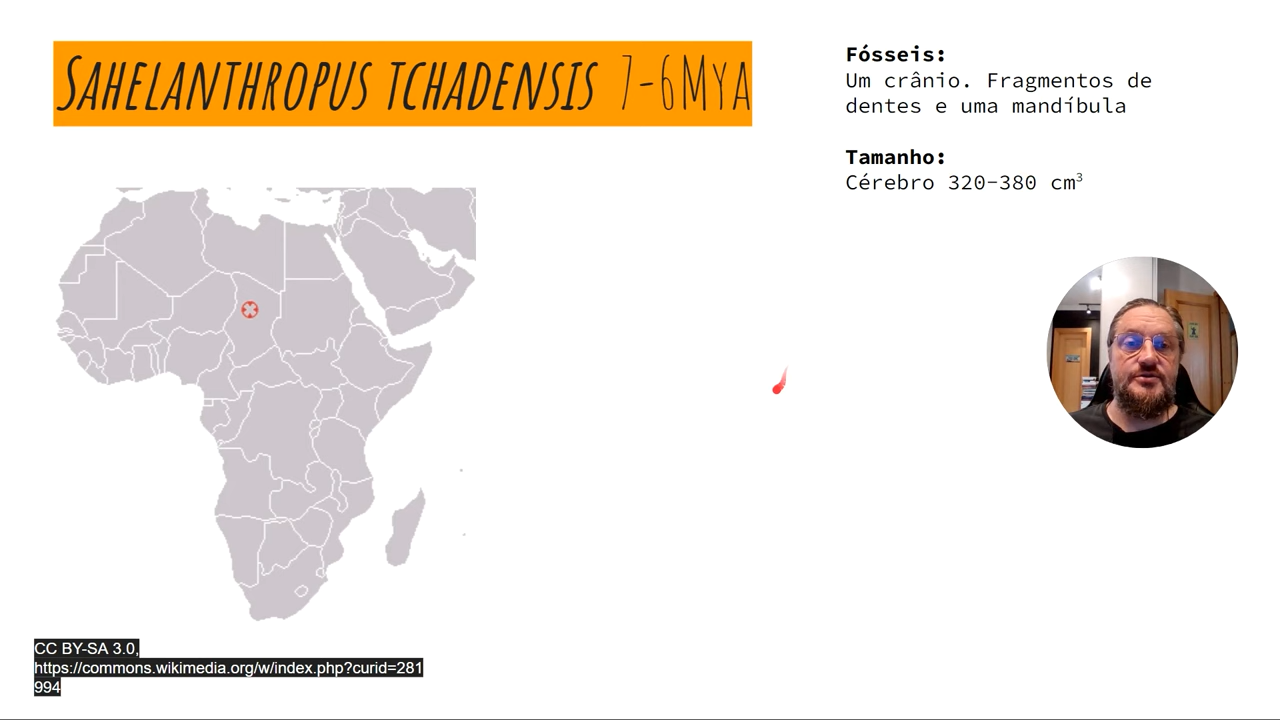 SAHELANTHROPUS TCHADENSIS 7-6MYA
Fósseis:
Um crânio. Fragmentos de
dentes e uma mandíbula
Tamanho:
Cérebro 320-380 cm³
CC BY-SA 3.0,
https://commons.wikimedia.org/w/index.php?curid=281
994